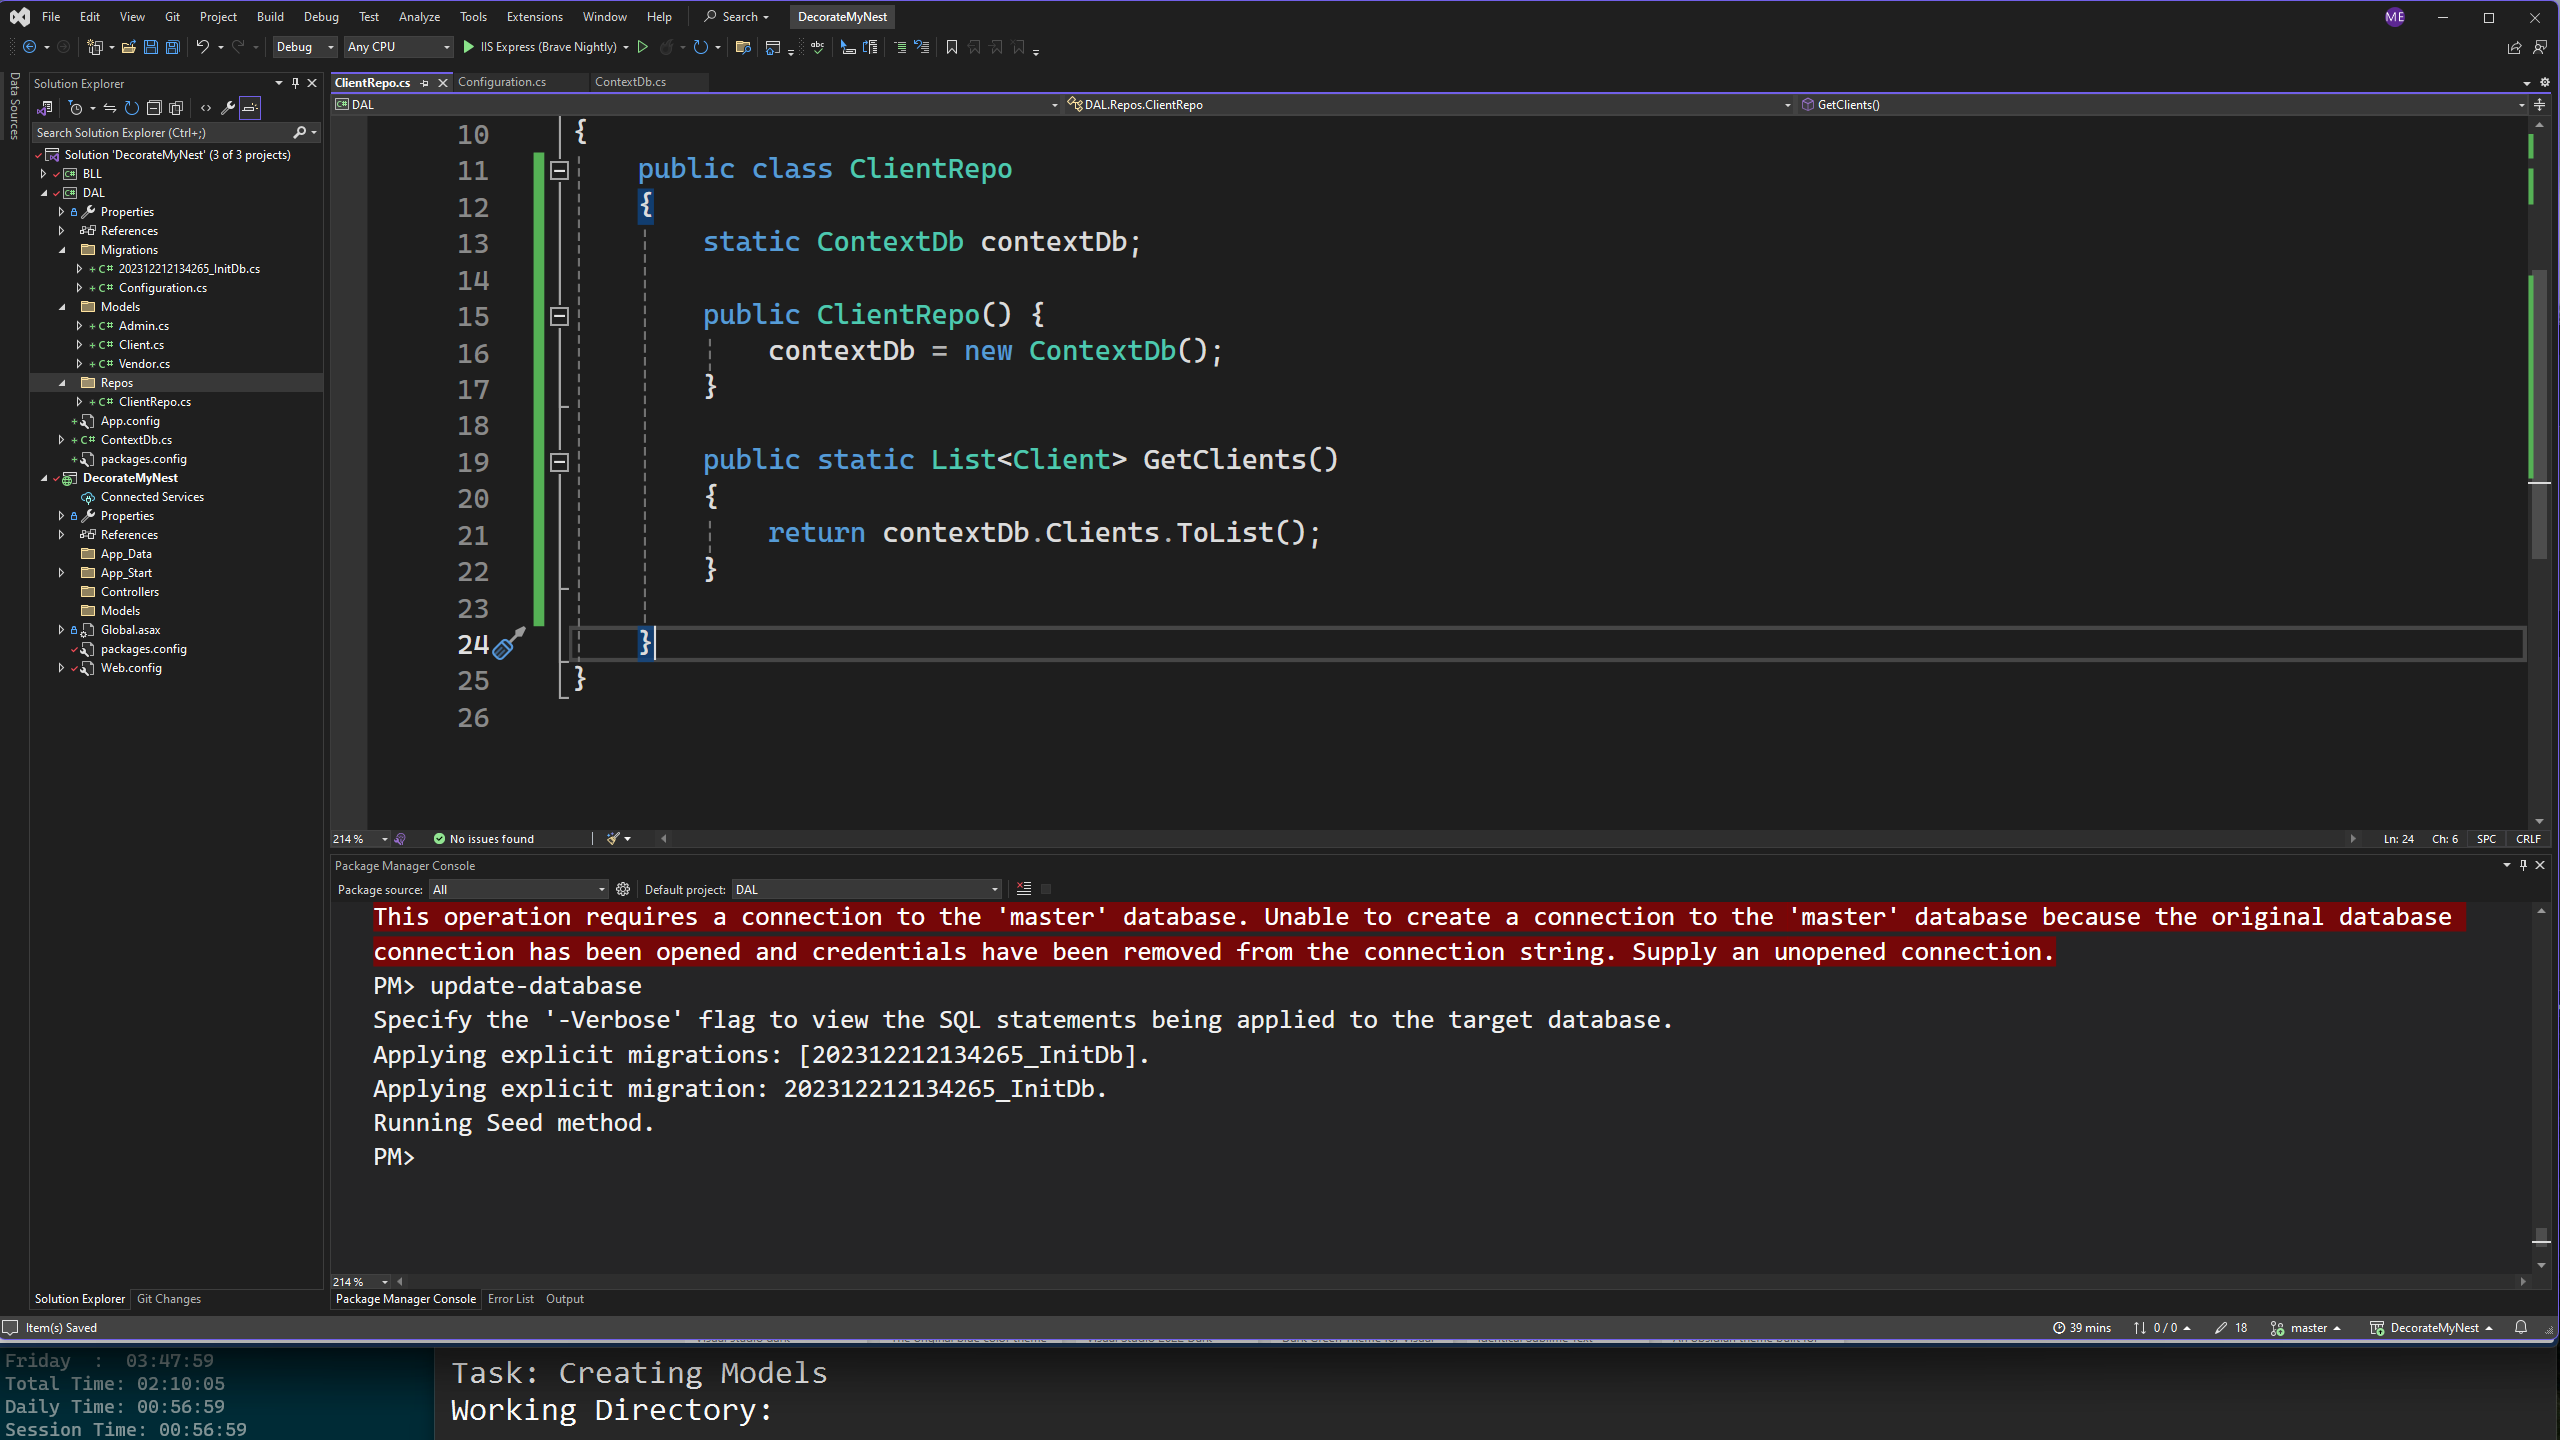 File Edit View Git Project Build Debug Test Analyze Tools Extensions Window Help Search DecorateMyNest ME
Debug Any CPU IIS Express (Brave Nightly)
Data Sources
Solution Explorer
Search Solution Explorer (Ctrl+;)
Solution 'DecorateMyNest' (3 of 3 projects)
BLL
DAL
Properties
References
Migrations
202312212134265_InitDb.cs
Configuration.cs
Models
Admin.cs
Client.cs
Vendor.cs
Repos
ClientRepo.cs
App.config
ContextDb.cs
packages.config
DecorateMyNest
Connected Services
Properties
References
App_Data
App_Start
Controllers
Models
Global.asax
packages.config
Web.config
Solution Explorer Git Changes
ClientRepo.cs Configuration.cs ContextDb.cs
DAL DAL.Repos.ClientRepo GetClients()
10 {
11 public class ClientRepo
12 {
13 static ContextDb contextDb;
14
15 public ClientRepo() {
16 contextDb = new ContextDb();
17 }
18
19 public static List<Client> GetClients()
20 {
21 return contextDb.Clients.ToList();
22 }
23
24 }
25 }
26
214 % No issues found Ln: 24 Ch: 6 SPC CRLF
Package Manager Console
Package source: All Default project: DAL
This operation requires a connection to the 'master' database. Unable to create a connection to the 'master' database because the original database
connection has been opened and credentials have been removed from the connection string. Supply an unopened connection.
PM> update-database
Specify the '-Verbose' flag to view the SQL statements being applied to the target database.
Applying explicit migrations: [202312212134265_InitDb].
Applying explicit migration: 202312212134265_InitDb.
Running Seed method.
PM>
214 %
Package Manager Console Error List Output
Item(s) Saved 39 mins 0 / 0 18 master DecorateMyNest
Friday : 03:47:59
Total Time: 02:10:05
Daily Time: 00:56:59
Session Time: 00:56:59
Task: Creating Models
Working Directory: